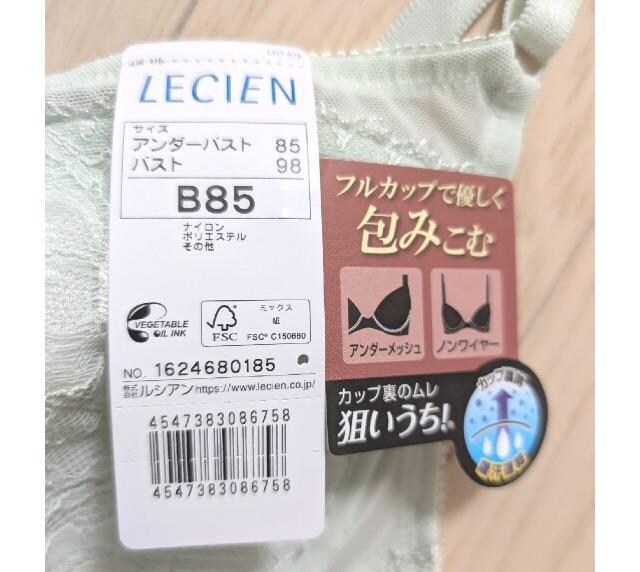 LECIEN
サイズ
アンダーバスト 85
バスト 98
B85
ナイロン
ポリエステル
その他
VEGETABLE
OIL INK
FSC
ミックス
紙
FSC® C150660
NO. 1624680185
株式会社ルシアン https://www.lecien.co.jp/
4547383086758
4547383086758
フルカップで優しく
包みこむ
アンダーメッシュ
ノンワイヤー
カップ裏のムレ
狙いうち!